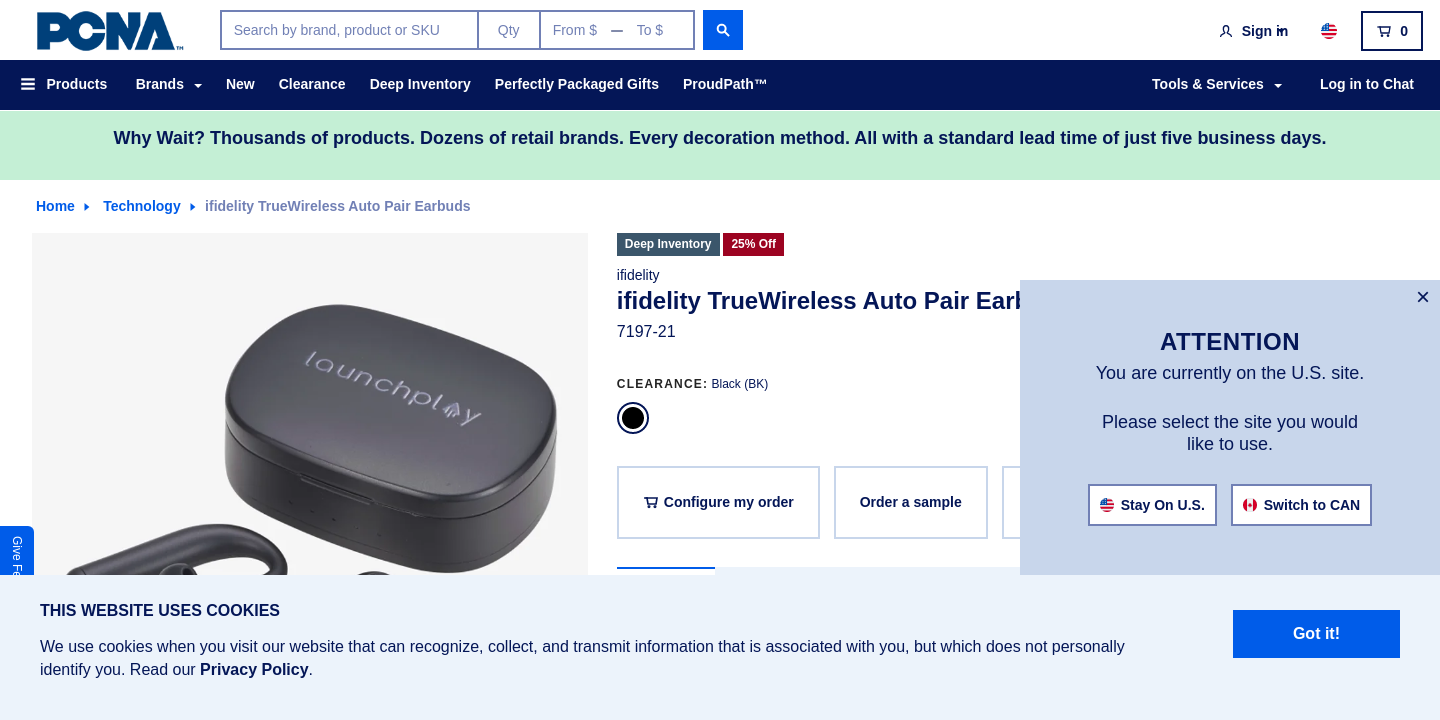 PCNA™
Search by brand, product or SKU
Qty
From $ — To $
Sign in
0
Products
Brands
New
Clearance
Deep Inventory
Perfectly Packaged Gifts
ProudPath™
Tools & Services
Log in to Chat
Why Wait? Thousands of products. Dozens of retail brands. Every decoration method. All with a standard lead time of just five business days.
Home
Technology
ifidelity TrueWireless Auto Pair Earbuds
launchplay
Deep Inventory
25% Off
ifidelity
ifidelity TrueWireless Auto Pair
7197-21
CLEARANCE: Black (BK)
Configure my order
Order a sample
×
ATTENTION
You are currently on the U.S. site.
Please select the site you would
like to use.
Stay On U.S.
Switch to CAN
Give
THIS WEBSITE USES COOKIES
We use cookies when you visit our website that can recognize, collect, and transmit information that is associated with you, but which does not personally
identify you. Read our Privacy Policy.
Got it!